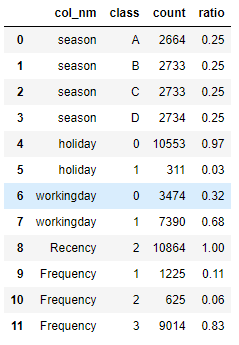 col_nm class count ratio
0 season A 2664 0.25
1 season B 2733 0.25
2 season C 2733 0.25
3 season D 2734 0.25
4 holiday 0 10553 0.97
5 holiday 1 311 0.03
6 workingday 0 3474 0.32
7 workingday 1 7390 0.68
8 Recency 2 10864 1.00
9 Frequency 1 1225 0.11
10 Frequency 2 625 0.06
11 Frequency 3 9014 0.83